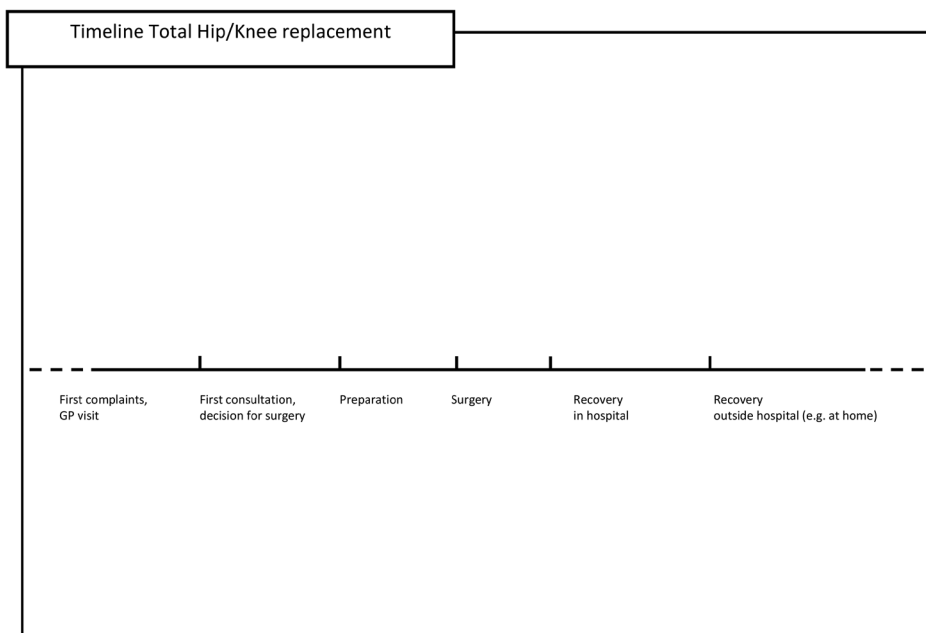 Timeline Total Hip/Knee replacement
First complaints,
GP visit
First consultation,
decision for surgery
Preparation
Surgery
Recovery
in hospital
Recovery
outside hospital (e.g. at home)